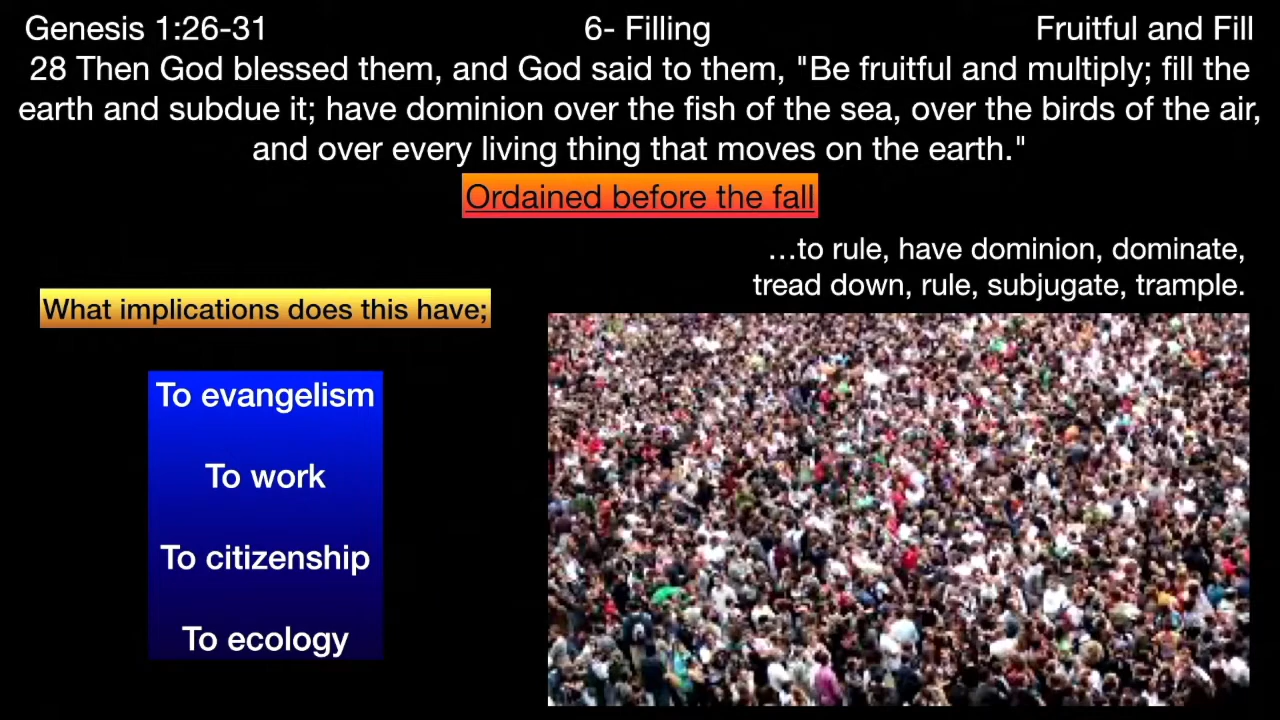 Genesis 1:26-31 6- Filling Fruitful and Fill
28 Then God blessed them, and God said to them, "Be fruitful and multiply; fill the
earth and subdue it; have dominion over the fish of the sea, over the birds of the air,
and over every living thing that moves on the earth."
Ordained before the fall
…to rule, have dominion, dominate,
tread down, rule, subjugate, trample.
What implications does this have;
To evangelism
To work
To citizenship
To ecology